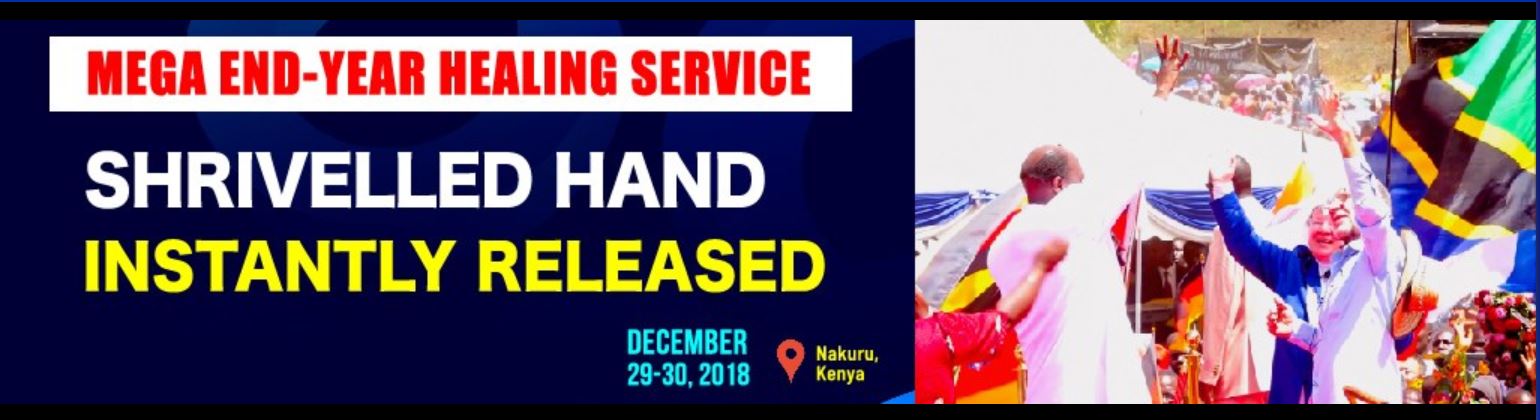 MEGA END-YEAR HEALING SERVICE
SHRIVELLED HAND
INSTANTLY RELEASED
DECEMBER
29-30, 2018
Nakuru,
Kenya